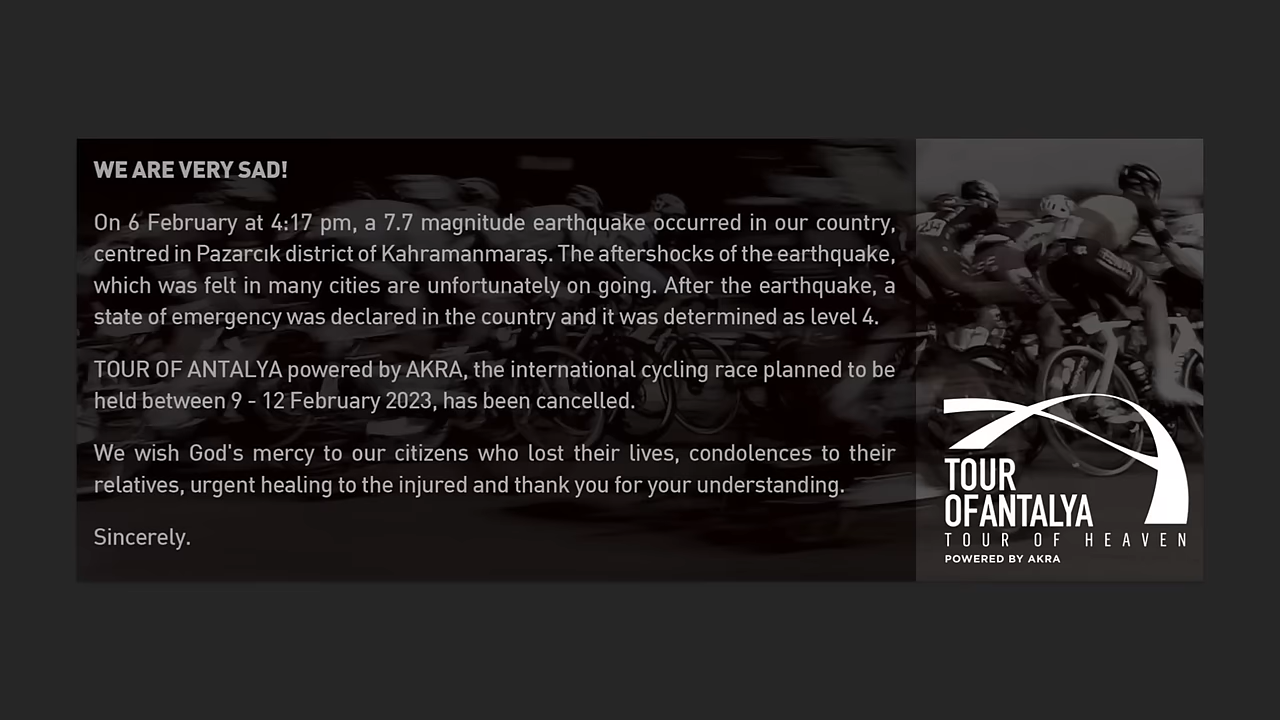 WE ARE VERY SAD!
On 6 February at 4:17 pm, a 7.7 magnitude earthquake occurred in our country,
centred in Pazarcık district of Kahramanmaraş. The aftershocks of the earthquake,
which was felt in many cities are unfortunately on going. After the earthquake, a
state of emergency was declared in the country and it was determined as level 4.
TOUR OF ANTALYA powered by AKRA, the international cycling race planned to be
held between 9 - 12 February 2023, has been cancelled.
We wish God's mercy to our citizens who lost their lives, condolences to their
relatives, urgent healing to the injured and thank you for your understanding.
Sincerely.
TOUR
OF ANTALYA
TOUR OF HEAVEN
POWERED BY AKRA